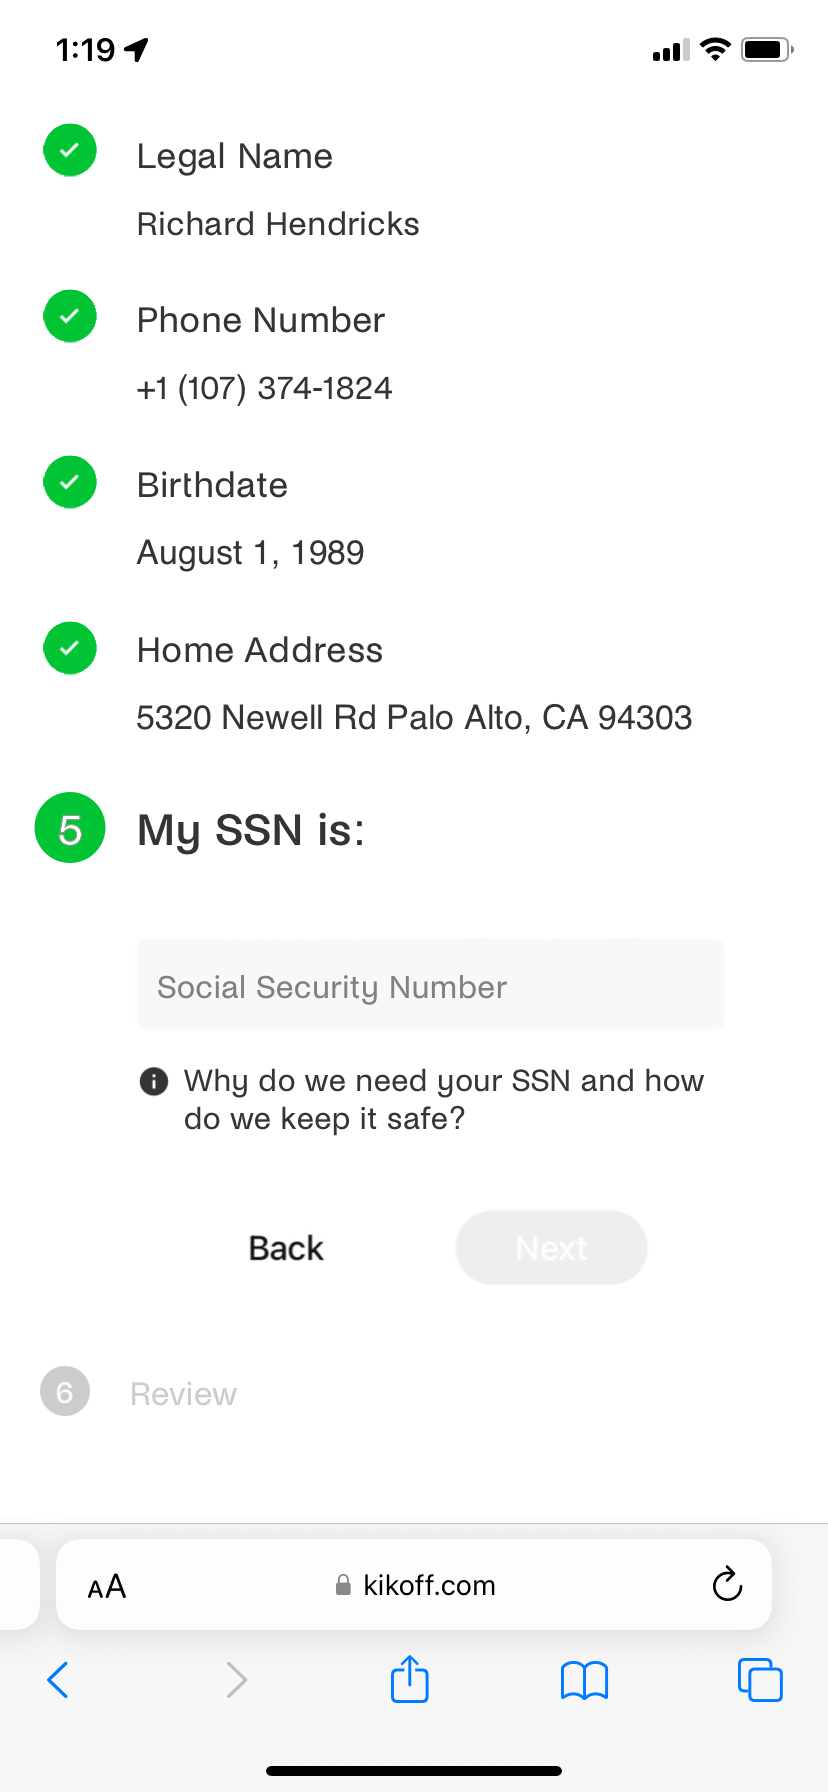 1:19
Legal Name
Richard Hendricks
Phone Number
+1 (107) 374-1824
Birthdate
August 1, 1989
Home Address
5320 Newell Rd Palo Alto, CA 94303
5 My SSN is:
Social Security Number
Why do we need your SSN and how
do we keep it safe?
Back Next
6 Review
AA kikoff.com